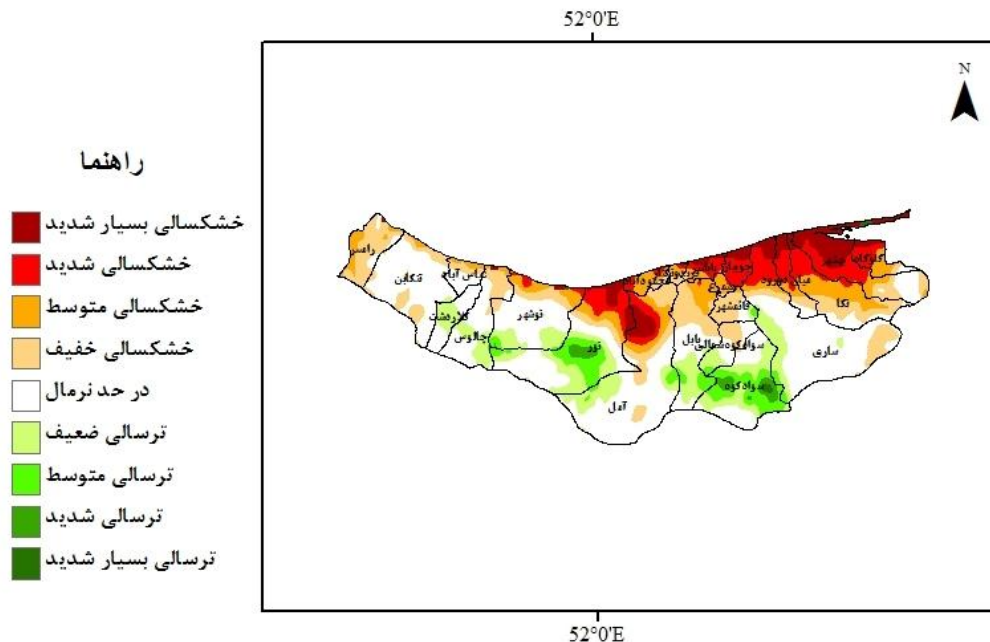 52°0'E
N
راهنما
خشکسالی بسیار شدید
خشکسالی شدید
خشکسالی متوسط
خشکسالی خفیف
در حد نرمال
ترسالی ضعیف
ترسالی متوسط
ترسالی شدید
ترسالی بسیار شدید
رامسر
تنکابن
عباس آباد
کلاردشت
چالوس
نوشهر
نور
آمل
بابل
قائمشهر
سوادکوه شمالی
سوادکوه
ساری
نکا
بهشهر
گلوگاه
52°0'E